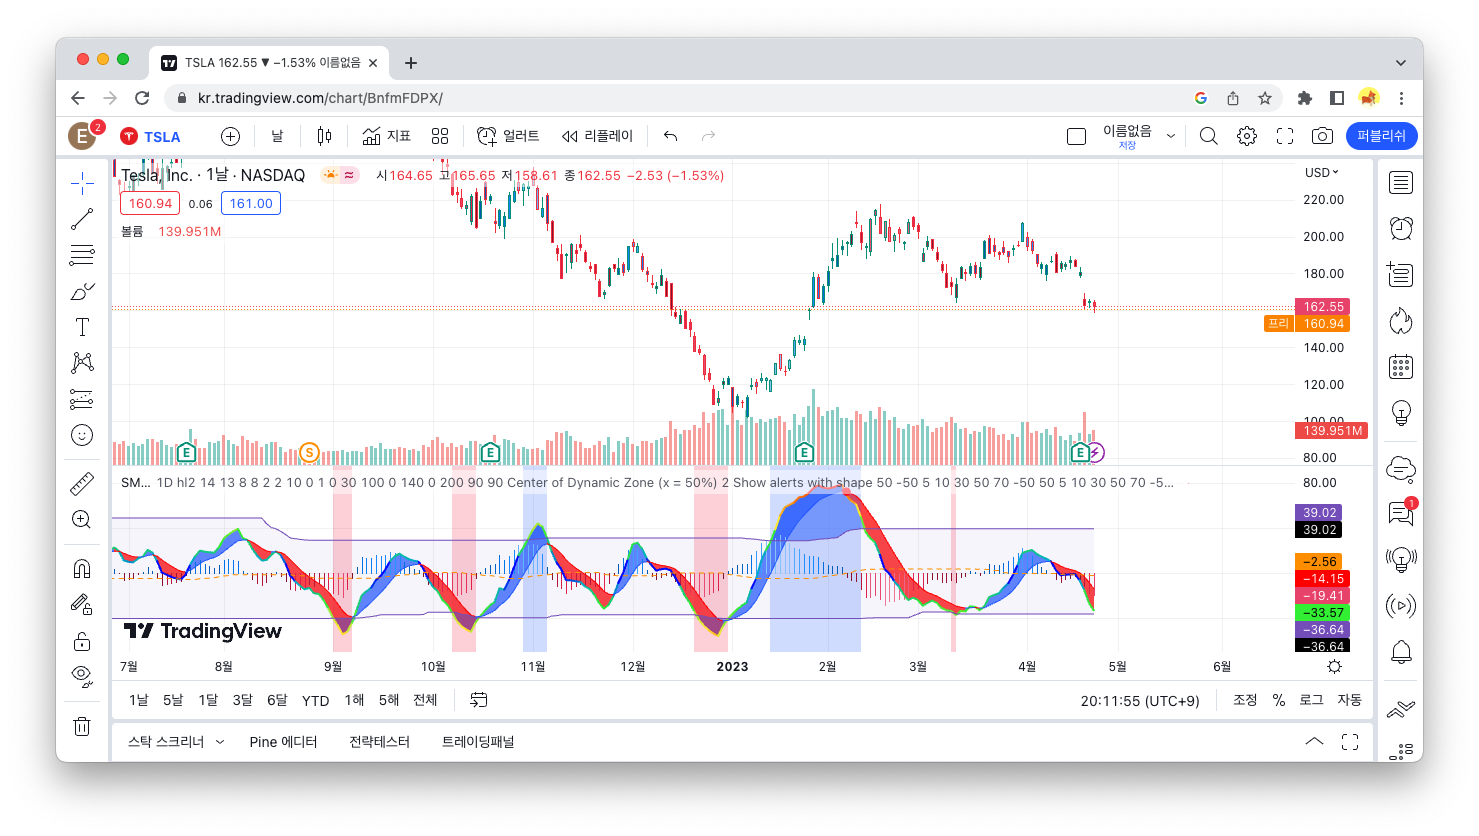 TSLA 162.55 ▼ −1.53% 이름없음
kr.tradingview.com/chart/BnfmFDPX/
E 2 TSLA 날 지표 얼러트 리플레이 이름없음 저장 퍼블리쉬
Tesla, Inc. · 1날 · NASDAQ 시164.65 고165.65 저158.61 종162.55 −2.53 (−1.53%)
USD
160.94 0.06 161.00
볼륨 139.951M
220.00
200.00
180.00
162.55
프리 160.94
140.00
120.00
100.00
139.951M
80.00
E S E E E
SM... 1D hl2 14 13 8 8 2 2 10 0 1 0 30 100 0 140 0 200 90 90 Center of Dynamic Zone (x = 50%) 2 Show alerts with shape 50 -50 5 10 30 50 70 -50 50 5 10 30 50 70 -5...
80.00
39.02
39.02
−2.56
−14.15
−19.41
−33.57
−36.64
−36.64
1
TradingView
7월 8월 9월 10월 11월 12월 2023 2월 3월 4월 5월 6월
1날 5날 1달 3달 6달 YTD 1해 5해 전체 20:11:55 (UTC+9) 조정 % 로그 자동
스탁 스크리너 Pine 에디터 전략테스터 트레이딩패널